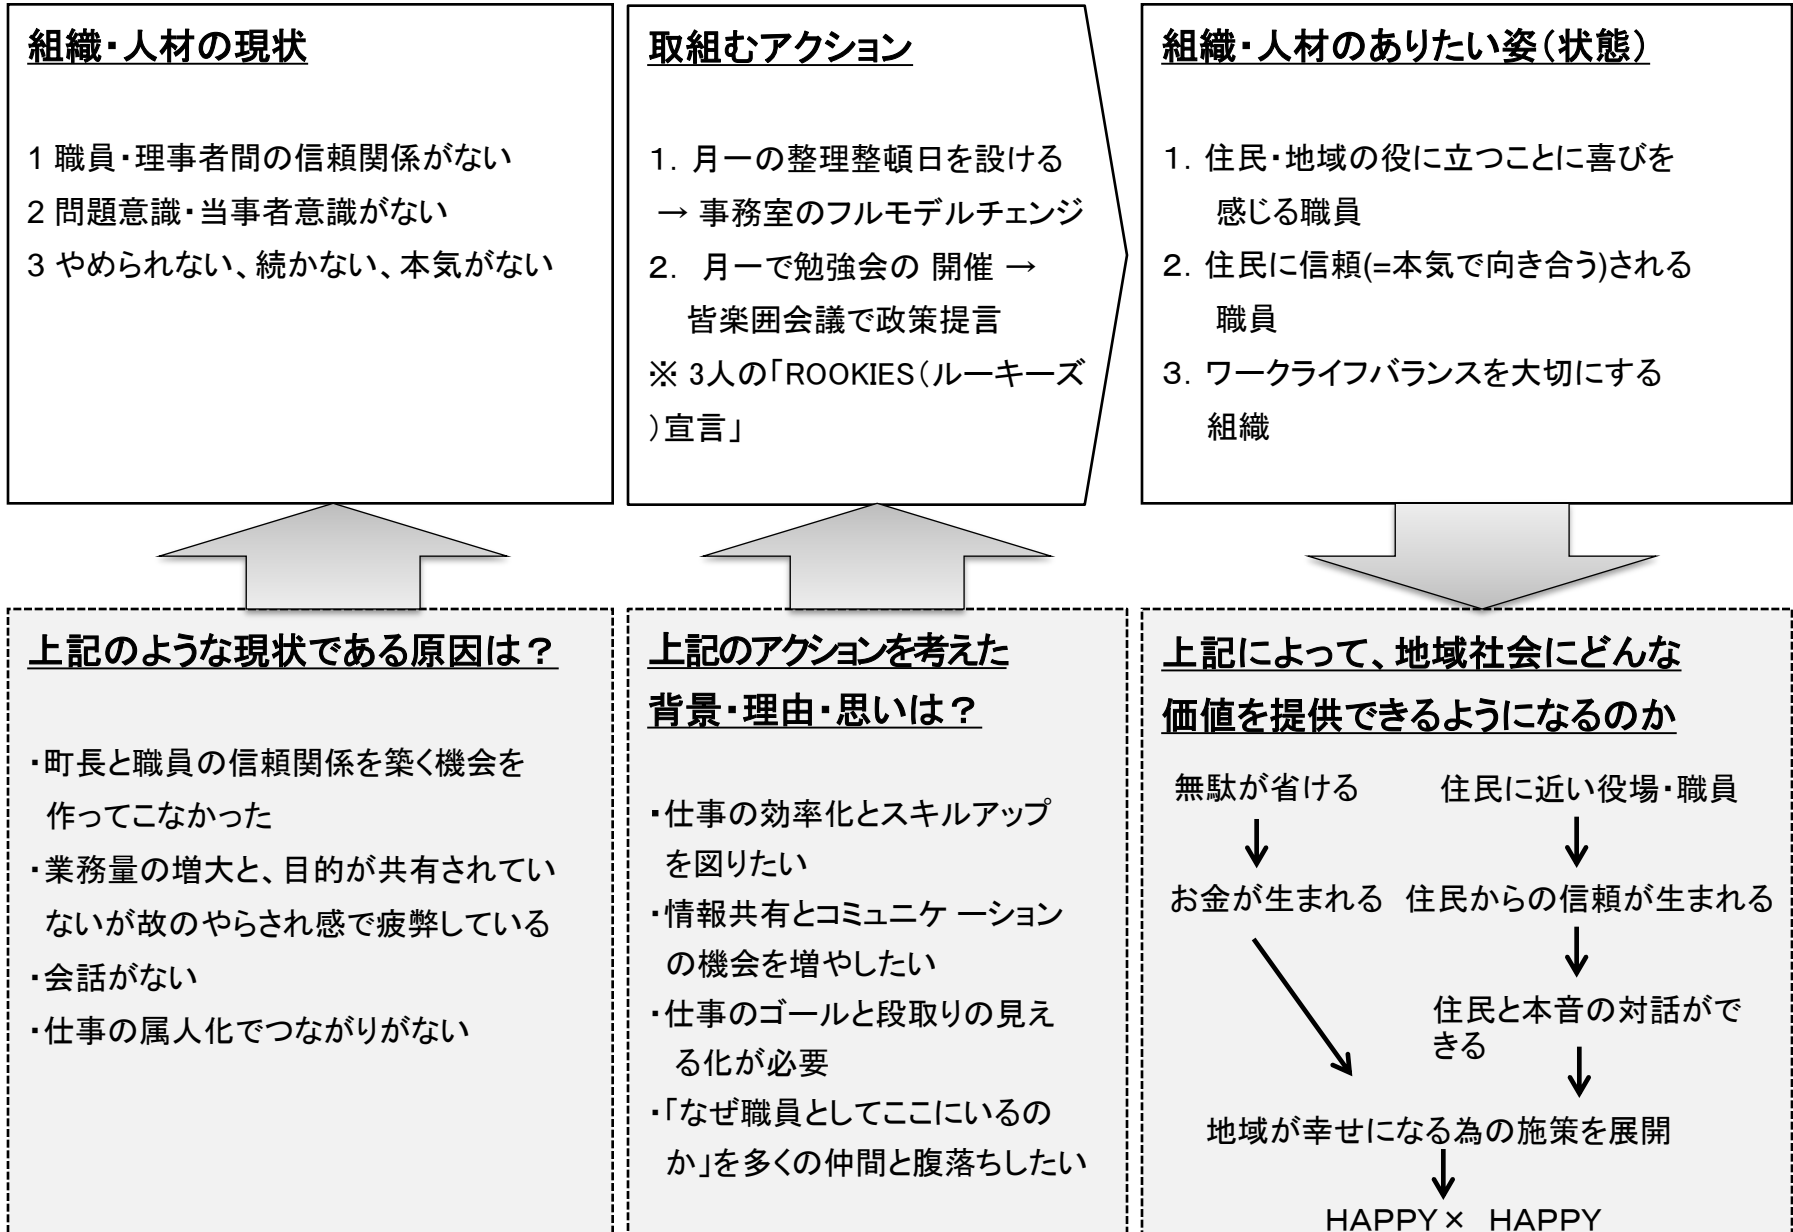 組織・人材の現状
1 職員・理事者間の信頼関係がない
2 問題意識・当事者意識がない
3 やめられない、続かない、本気がない
取組むアクション
1. 月一の整理整頓日を設ける
→ 事務室のフルモデルチェンジ
2. 月一で勉強会の 開催 →
皆楽囲会議で政策提言
※ 3人の「ROOKIES(ルーキーズ
)宣言」
組織・人材のありたい姿(状態)
1. 住民・地域の役に立つことに喜びを
感じる職員
2. 住民に信頼(=本気で向き合う)される
職員
3. ワークライフバランスを大切にする
組織
上記のような現状である原因は?
・町長と職員の信頼関係を築く機会を
作ってこなかった
・業務量の増大と、目的が共有されてい
ないが故のやらされ感で疲弊している
・会話がない
・仕事の属人化でつながりがない
上記のアクションを考えた
背景・理由・思いは?
・仕事の効率化とスキルアップ
を図りたい
・情報共有とコミュニケ ーション
の機会を増やしたい
・仕事のゴールと段取りの見え
る化が必要
・「なぜ職員としてここにいるの
か」を多くの仲間と腹落ちしたい
上記によって、地域社会にどんな
価値を提供できるようになるのか
無駄が省ける
住民に近い役場・職員
お金が生まれる
住民からの信頼が生まれる
住民と本音の対話がで
きる
地域が幸せになる為の施策を展開
HAPPY× HAPPY